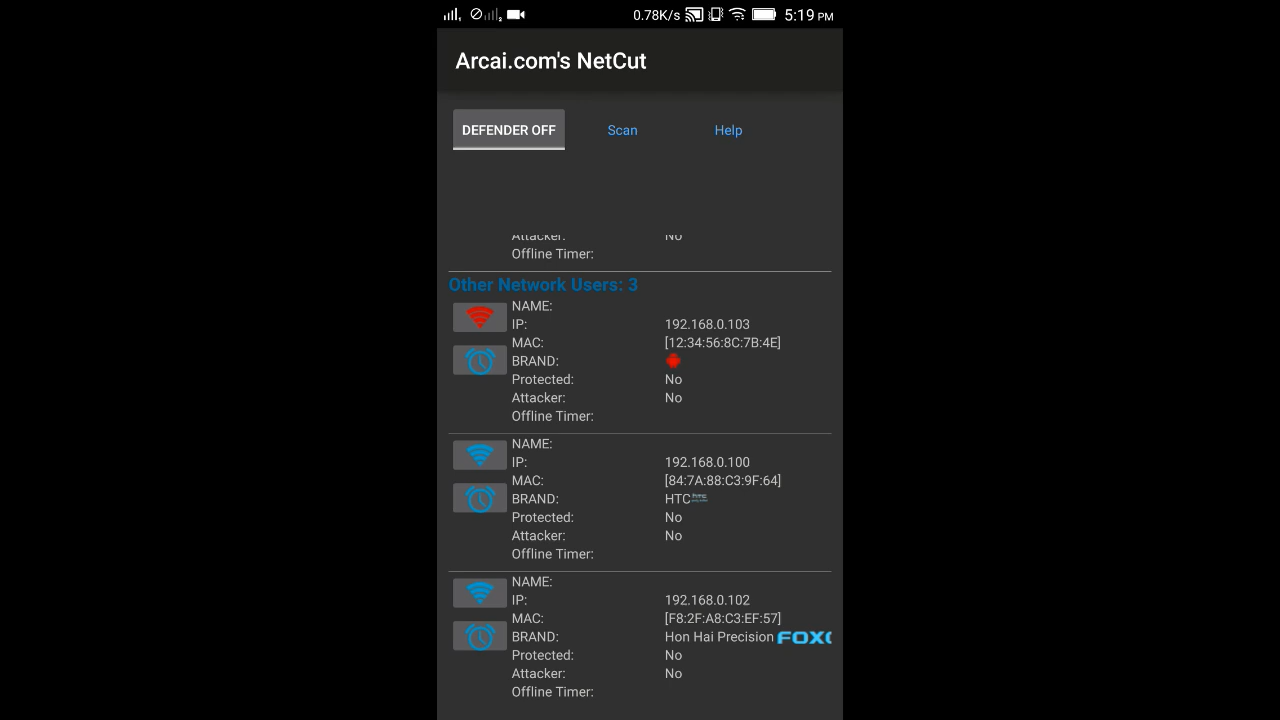 0.78K/s 5:19 PM
Arcai.com's NetCut
DEFENDER OFF Scan Help
Attacker: No
Offline Timer:
Other Network Users: 3
NAME:
IP: 192.168.0.103
MAC: [12:34:56:8C:7B:4E]
BRAND:
Protected: No
Attacker: No
Offline Timer:
NAME:
IP: 192.168.0.100
MAC: [84:7A:88:C3:9F:64]
BRAND: HTC hTC
Protected: No
Attacker: No
Offline Timer:
NAME:
IP: 192.168.0.102
MAC: [F8:2F:A8:C3:EF:57]
BRAND: Hon Hai Precision FOX
Protected: No
Attacker: No
Offline Timer: